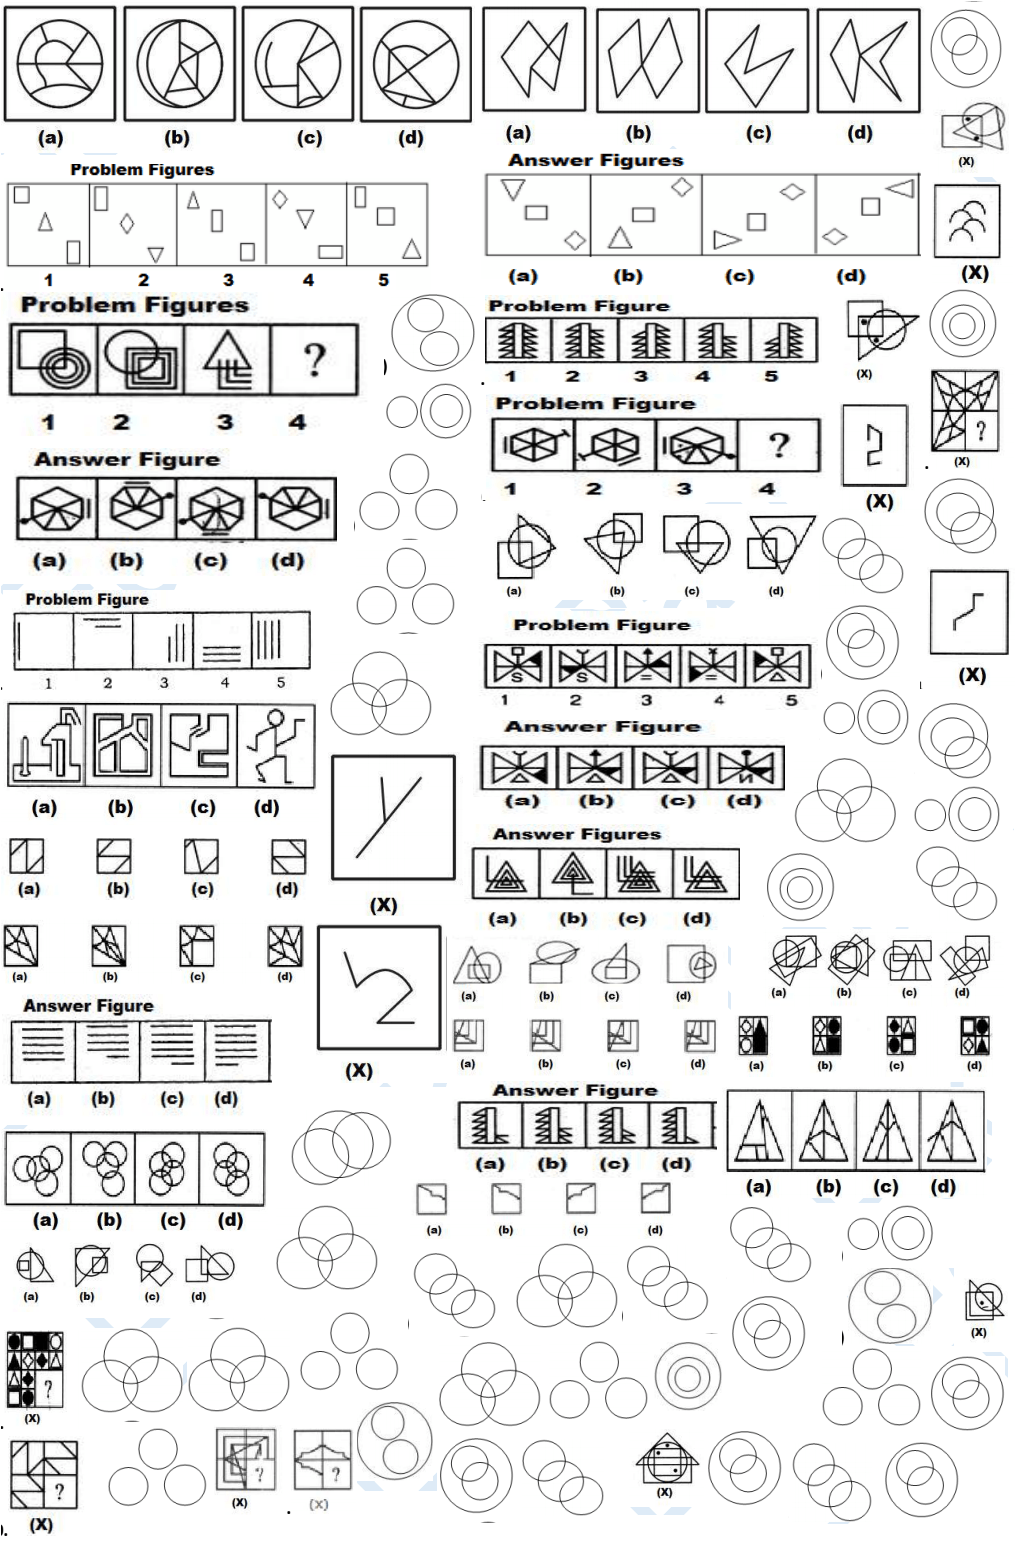 (a) (b) (c) (d)
(a) (b) (c) (d)
(X)
Problem Figures
1 2 3 4 5
Answer Figures
(a) (b) (c) (d)
(X)
Problem Figures
?
1 2 3 4
Answer Figure
(a) (b) (c) (d)
Problem Figure
1 2 3 4 5
(X)
Problem Figure
?
1 2 3 4
(X)
?
(X)
(a) (b) (c) (d)
Problem Figure
1 2 3 4 5
(a) (b) (c) (d)
Problem Figure
S S = =
1 2 3 4 5
Answer Figure
(a) (b) (c) (d)
(X)
(a) (b) (c) (d)
(X)
Answer Figures
(a) (b) (c) (d)
(a) (b) (c) (d)
Answer Figure
(a) (b) (c) (d)
(X)
(a) (b) (c) (d)
(a) (b) (c) (d)
(a) (b) (c) (d)
(a) (b) (c) (d)
Answer Figure
(a) (b) (c) (d)
(a) (b) (c) (d)
(a) (b) (c) (d)
(a) (b) (c) (d)
(a) (b) (c) (d)
?
(X)
(X)
?
(X)
?
(X)
?
(X)
(X)